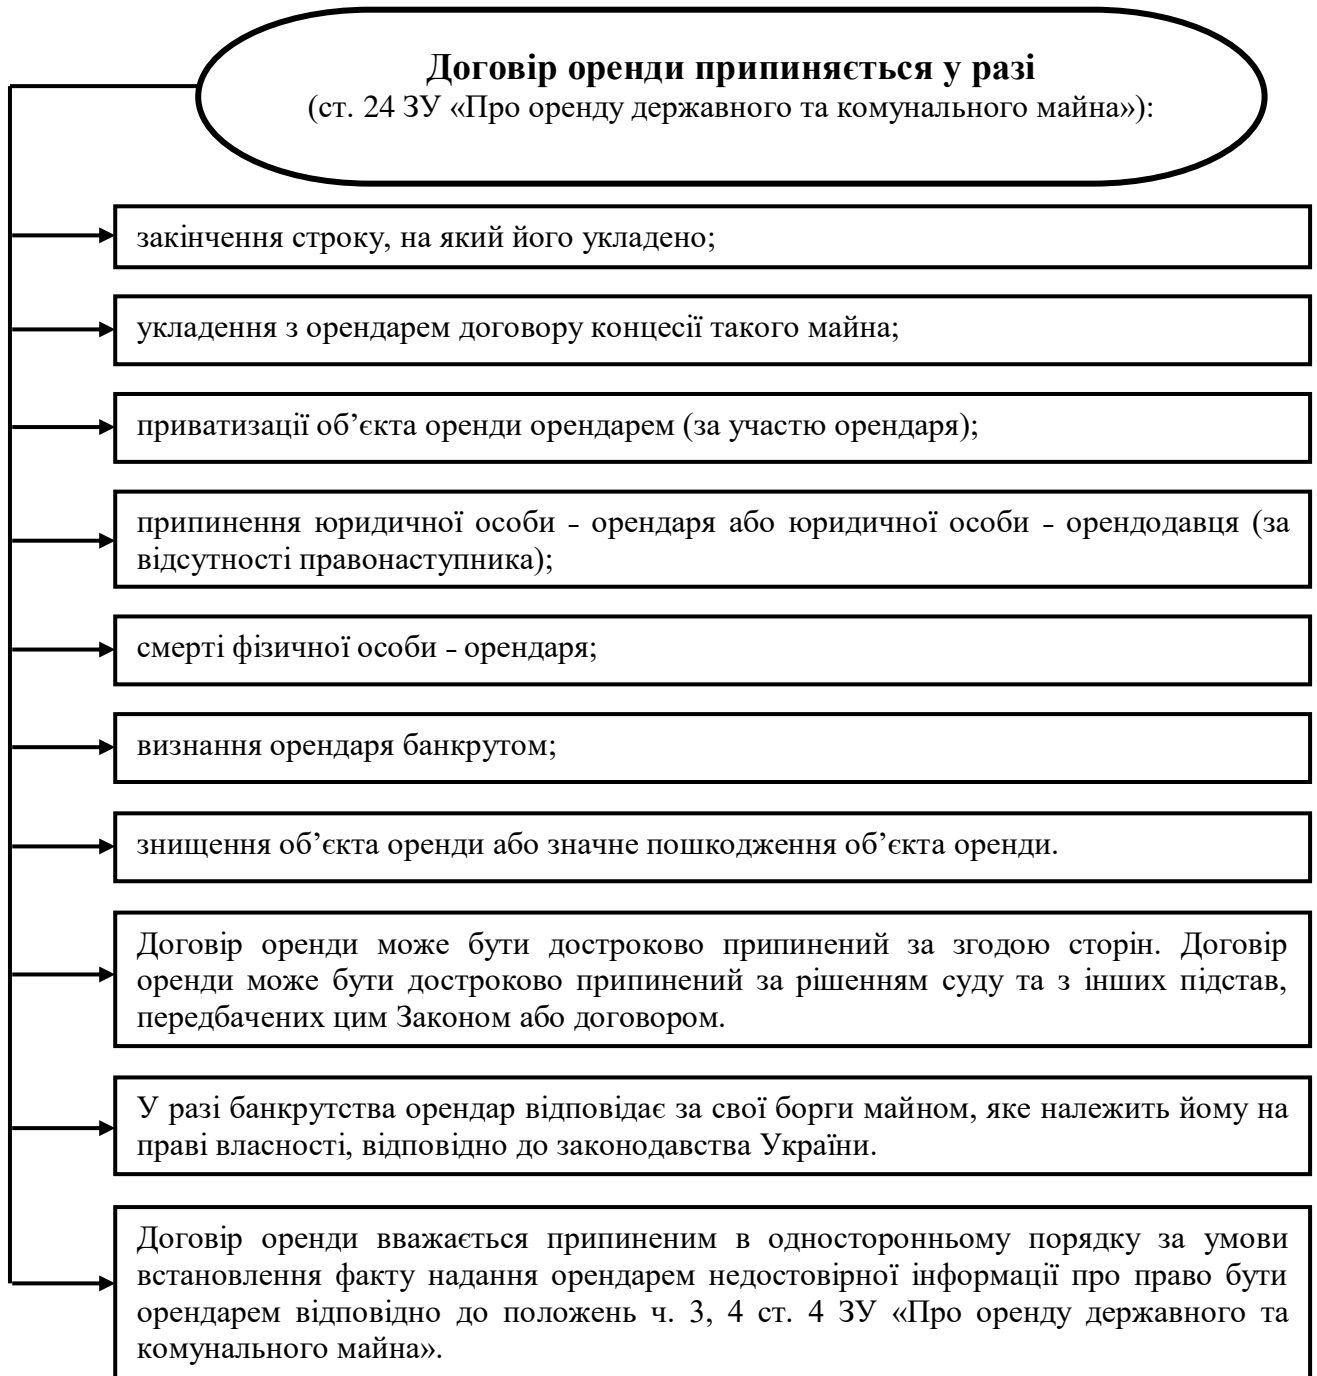 Договір оренди припиняється у разі
(ст. 24 ЗУ «Про оренду державного та комунального майна»):
закінчення строку, на який його укладено;
укладення з орендарем договору концесії такого майна;
приватизації об’єкта оренди орендарем (за участю орендаря);
припинення юридичної особи - орендаря або юридичної особи - орендодавця (за
відсутності правонаступника);
смерті фізичної особи - орендаря;
визнання орендаря банкрутом;
знищення об’єкта оренди або значне пошкодження об’єкта оренди.
Договір оренди може бути достроково припинений за згодою сторін. Договір
оренди може бути достроково припинений за рішенням суду та з інших підстав,
передбачених цим Законом або договором.
У разі банкрутства орендар відповідає за свої борги майном, яке належить йому на
праві власності, відповідно до законодавства України.
Договір оренди вважається припиненим в односторонньому порядку за умови
встановлення факту надання орендарем недостовірної інформації про право бути
орендарем відповідно до положень ч. 3, 4 ст. 4 ЗУ «Про оренду державного та
комунального майна».